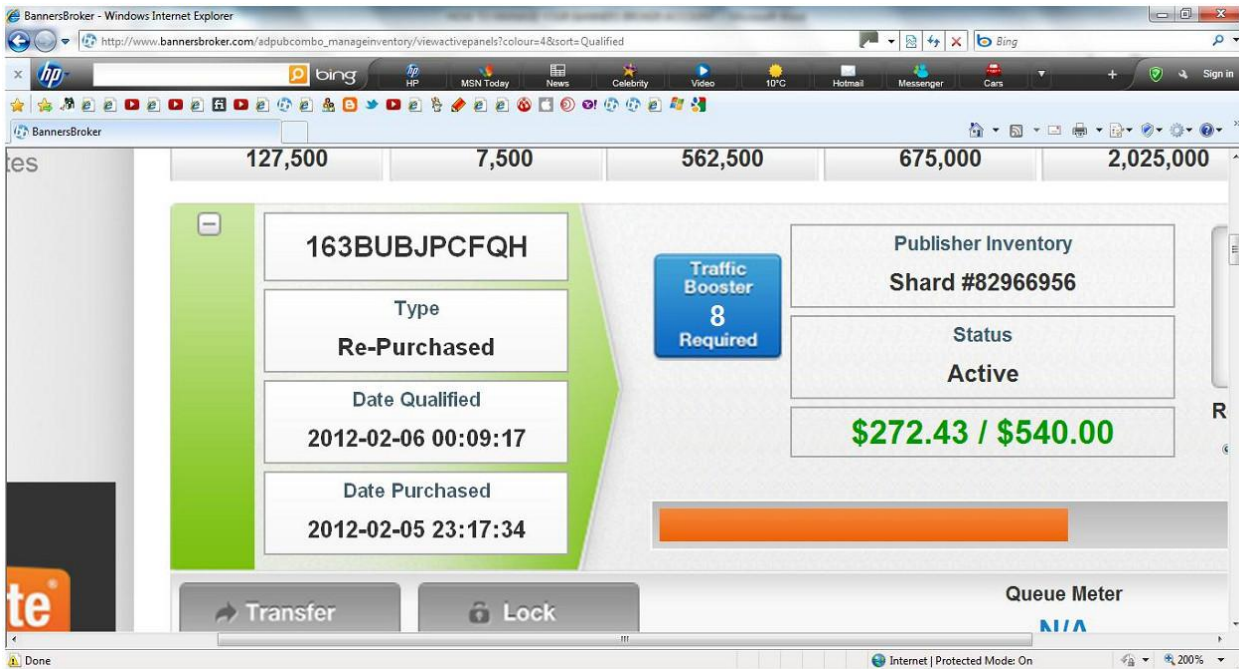 BannersBroker - Windows Internet Explorer
http://www.bannersbroker.com/adpubcombo_manageinventory/viewactivepanels?colour=4&sort=Qualified
Bing
hp
bing
HP
MSN Today
News
Celebrity
Video
10°C
Hotmail
Messenger
Cars
Sign in
BannersBroker
tes
127,500
7,500
562,500
675,000
2,025,000
163BUBJPCFQH
Type
Re-Purchased
Date Qualified
2012-02-06 00:09:17
Date Purchased
2012-02-05 23:17:34
Traffic
Booster
8
Required
Publisher Inventory
Shard #82966956
Status
Active
$272.43 / $540.00
R
te
Transfer
Lock
Queue Meter
N/A
Done
Internet | Protected Mode: On
200%